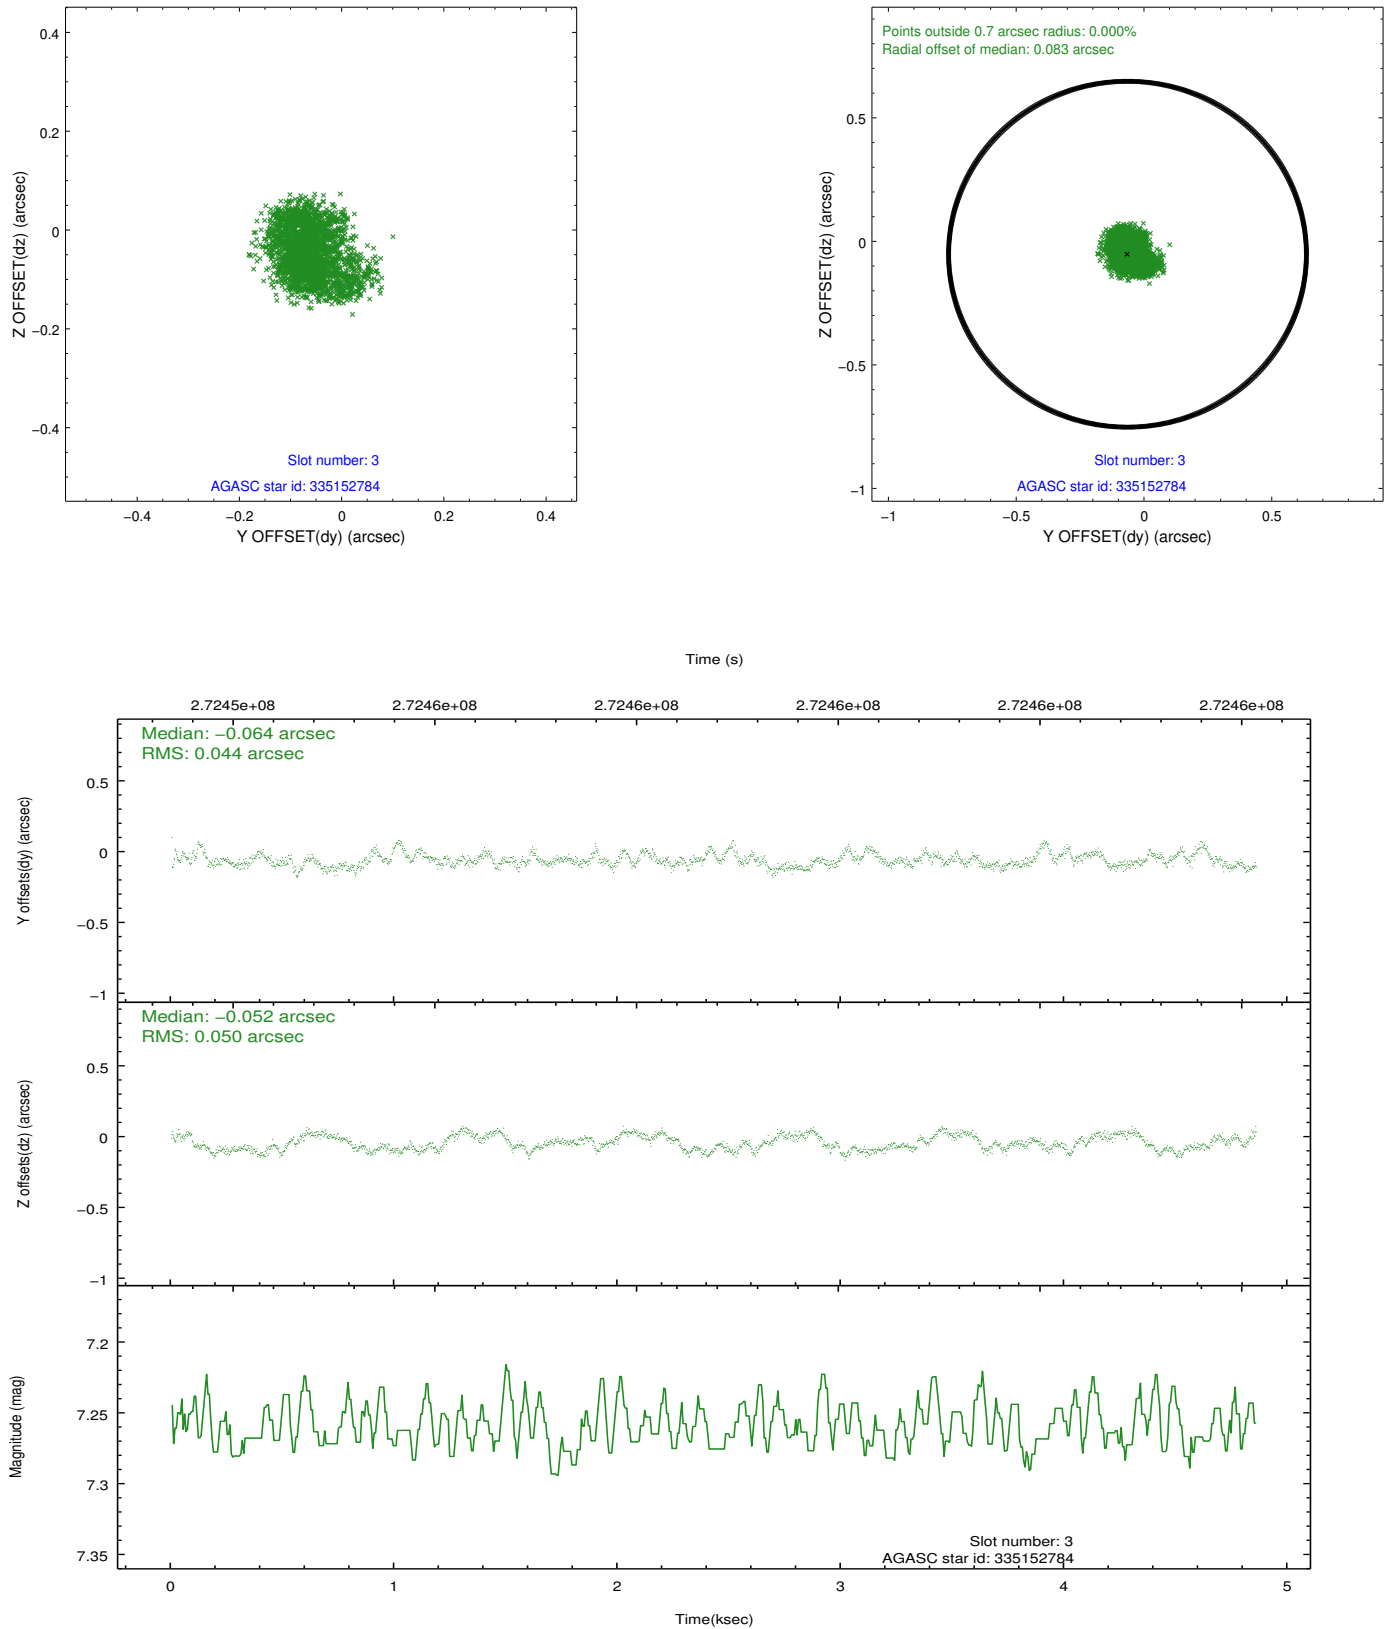 0.4
0.2
0
−0.2
−0.4
Z OFFSET(dz) (arcsec)
Slot number: 3
AGASC star id: 335152784
−0.4 −0.2 0 0.2 0.4
Y OFFSET(dy) (arcsec)
Points outside 0.7 arcsec radius: 0.000%
Radial offset of median: 0.083 arcsec
0.5
0
−0.5
−1
Z OFFSET(dz) (arcsec)
Slot number: 3
AGASC star id: 335152784
−1 −0.5 0 0.5
Y OFFSET(dy) (arcsec)
Time (s)
2.7245e+08 2.7246e+08 2.7246e+08 2.7246e+08 2.7246e+08 2.7246e+08
Median: −0.064 arcsec
RMS: 0.044 arcsec
0.5
0
−0.5
−1
Y offsets(dy) (arcsec)
Median: −0.052 arcsec
RMS: 0.050 arcsec
0.5
0
−0.5
−1
Z offsets(dz) (arcsec)
7.2
7.25
7.3
7.35
Magnitude (mag)
Slot number: 3
AGASC star id: 335152784
0 1 2 3 4 5
Time(ksec)